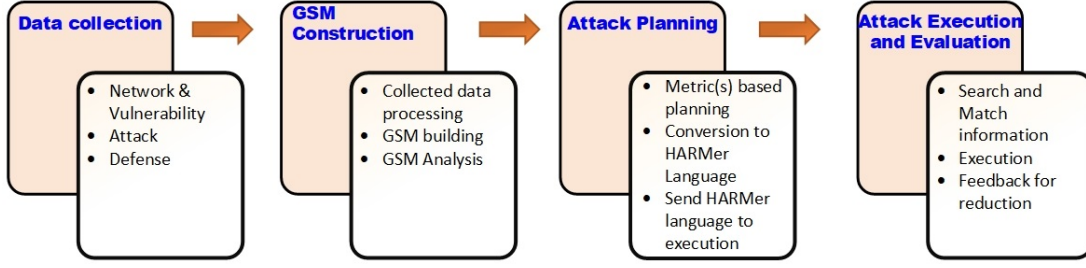 Data collection
• Network &
Vulnerability
• Attack
• Defense
GSM
Construction
• Collected data
processing
• GSM building
• GSM Analysis
Attack Planning
• Metric(s) based
planning
• Conversion to
HARMer
Language
• Send HARMer
language to
execution
Attack Execution
and Evaluation
• Search and
Match
information
• Execution
• Feedback for
reduction